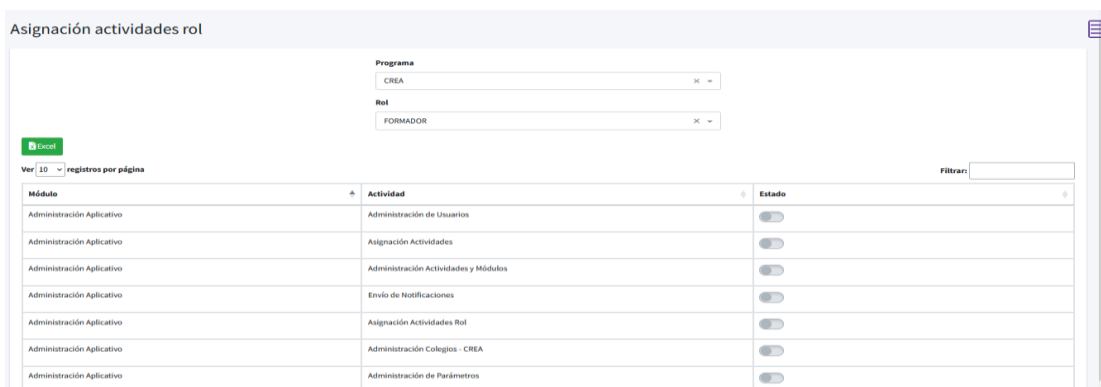 Asignación actividades rol
Programa
CREA
Rol
FORMADOR
Excel
Ver 10 registros por página
Filtrar:
Módulo Actividad Estado
Administración Aplicativo Administración de Usuarios
Administración Aplicativo Asignación Actividades
Administración Aplicativo Administración Actividades y Módulos
Administración Aplicativo Envío de Notificaciones
Administración Aplicativo Asignación Actividades Rol
Administración Aplicativo Administración Colegios - CREA
Administración Aplicativo Administración de Parámetros